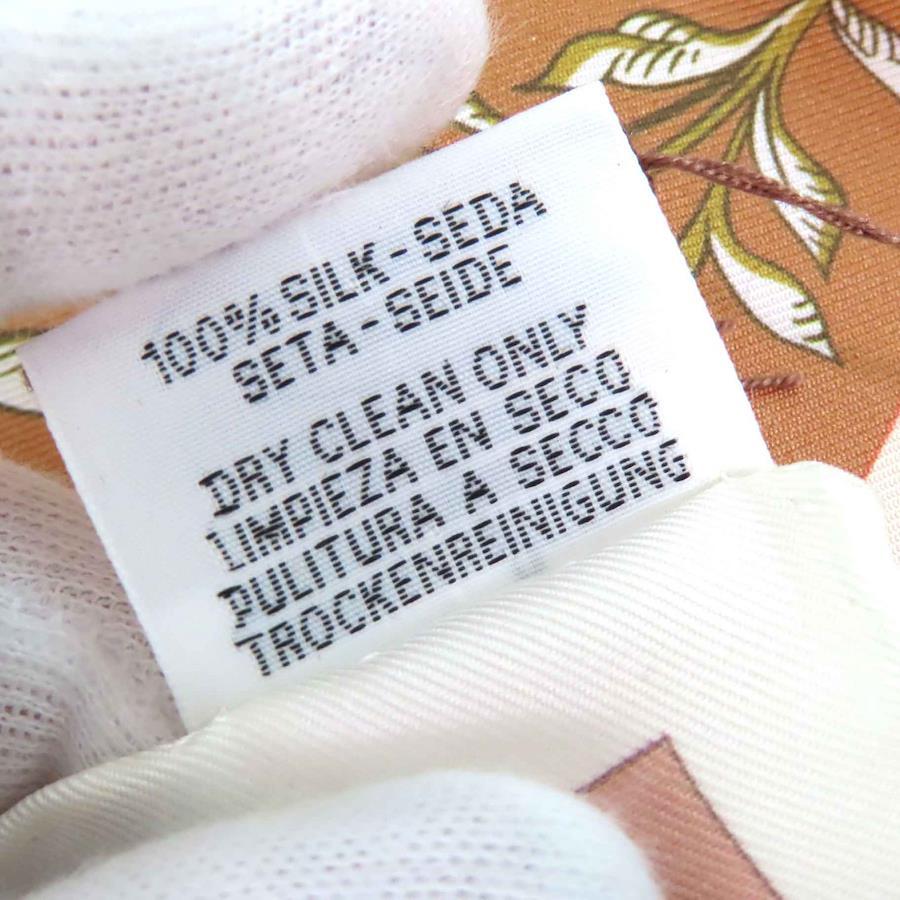 100% SILK - SEDA
SETA - SEIDE
DRY CLEAN ONLY
LIMPIEZA EN SECO
PULITURA A SECCO
TROCKENREINIGUNG